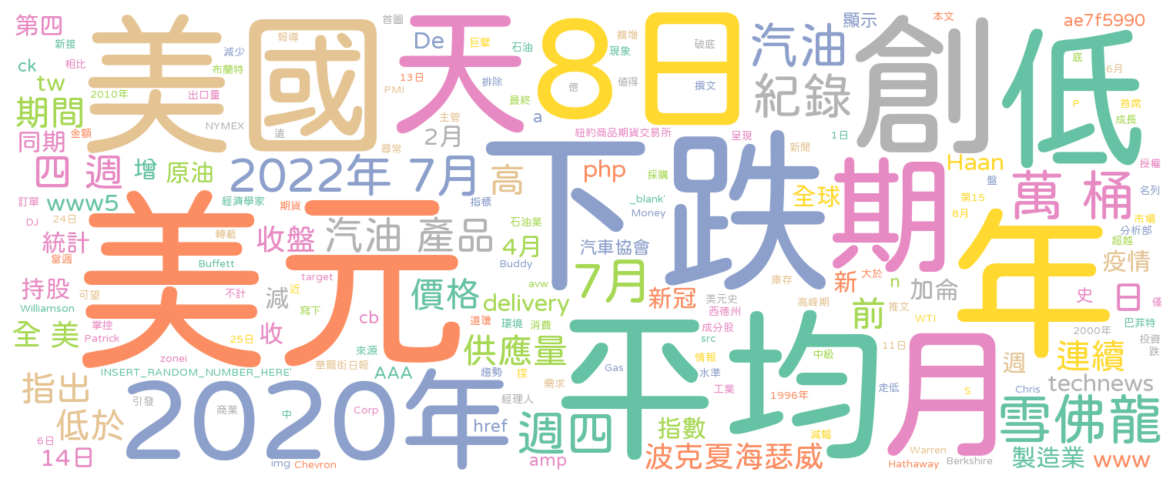 第四
首圖
報導
巨擘
石油
擴增
破底
顯示
本文
ae7f5990
新接
減少
De
現象
汽油
底
美
國
天
8
日
創
低
ck
相比
布蘭特
13日
排除
億
值得
撰文
6月
tw
2010年
出口量
PMI
最終
紀錄
P
首席
期間
金額
NYMEX
遠
主管
a
成長
同期
2月
紐約商品期貨交易所
呈現
1日
尋常
新聞
授權
四 週
增
原油
2022年 7月
高
下跌
php
採購
全球
期
Haan
盤
萬 桶
www5
經濟學家
期貨
指標
_blank'
Money
第15
名列
訂單
8月
DJ
24日
轉載
石油業
市場
分析部
統計
收盤
汽油 產品
4月
汽車協會
超越
當週
Buffett
target
Buddy
7月
庫存
大於
年
疫情
持股
可望
不計
近
減
價格
avw
新冠
美元史
高峰期
新
n
加侖
史
日
Williamson
寫下
cb
delivery
西德州
推文
前
僅
美元
全 美
掌控
25日
道瓊
環境
消費
成分股
WTI
2000年
巴菲特
Patrick
來源
供應量
src
11日
連續
投資
zonei
華爾街日報
趨勢
探
情報
中級
週
跌
INSERT_RANDOM_NUMBER_HERE'
AAA
Gas
水準
平均
月
指出
引發
2020年
經理人
需求
工業
走低
S
Chris
technews
1996年
低於
商業
中
Corp
href
週四
指數
減幅
雪佛龍
6日
14日
img
Chevron
amp
波克夏海瑟威
Warren
Hathaway
Berkshire
製造業
www